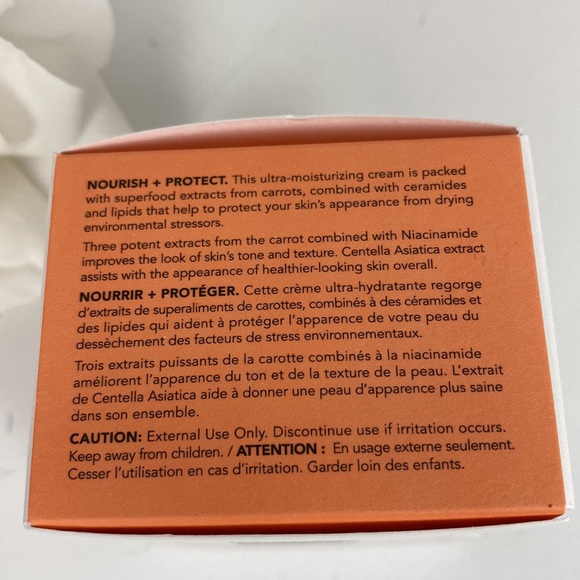 NOURISH + PROTECT. This ultra-moisturizing cream is packed
with superfood extracts from carrots, combined with ceramides
and lipids that help to protect your skin's appearance from drying
environmental stressors.
Three potent extracts from the carrot combined with Niacinamide
improves the look of skin's tone and texture. Centella Asiatica extract
assists with the appearance of healthier-looking skin overall.
NOURRIR + PROTÉGER. Cette crème ultra-hydratante regorge
d'extraits de superaliments de carottes, combinés à des céramides et
des lipides qui aident à protéger l'apparence de votre peau du
dessèchement des facteurs de stress environnementaux.
Trois extraits puissants de la carotte combinés à la niacinamide
améliorent l'apparence du ton et de la texture de la peau. L'extrait
de Centella Asiatica aide à donner une peau d'apparence plus saine
dans son ensemble.
CAUTION: External Use Only. Discontinue use if irritation occurs.
Keep away from children. / ATTENTION : En usage externe seulement.
Cesser l'utilisation en cas d'irritation. Garder loin des enfants.